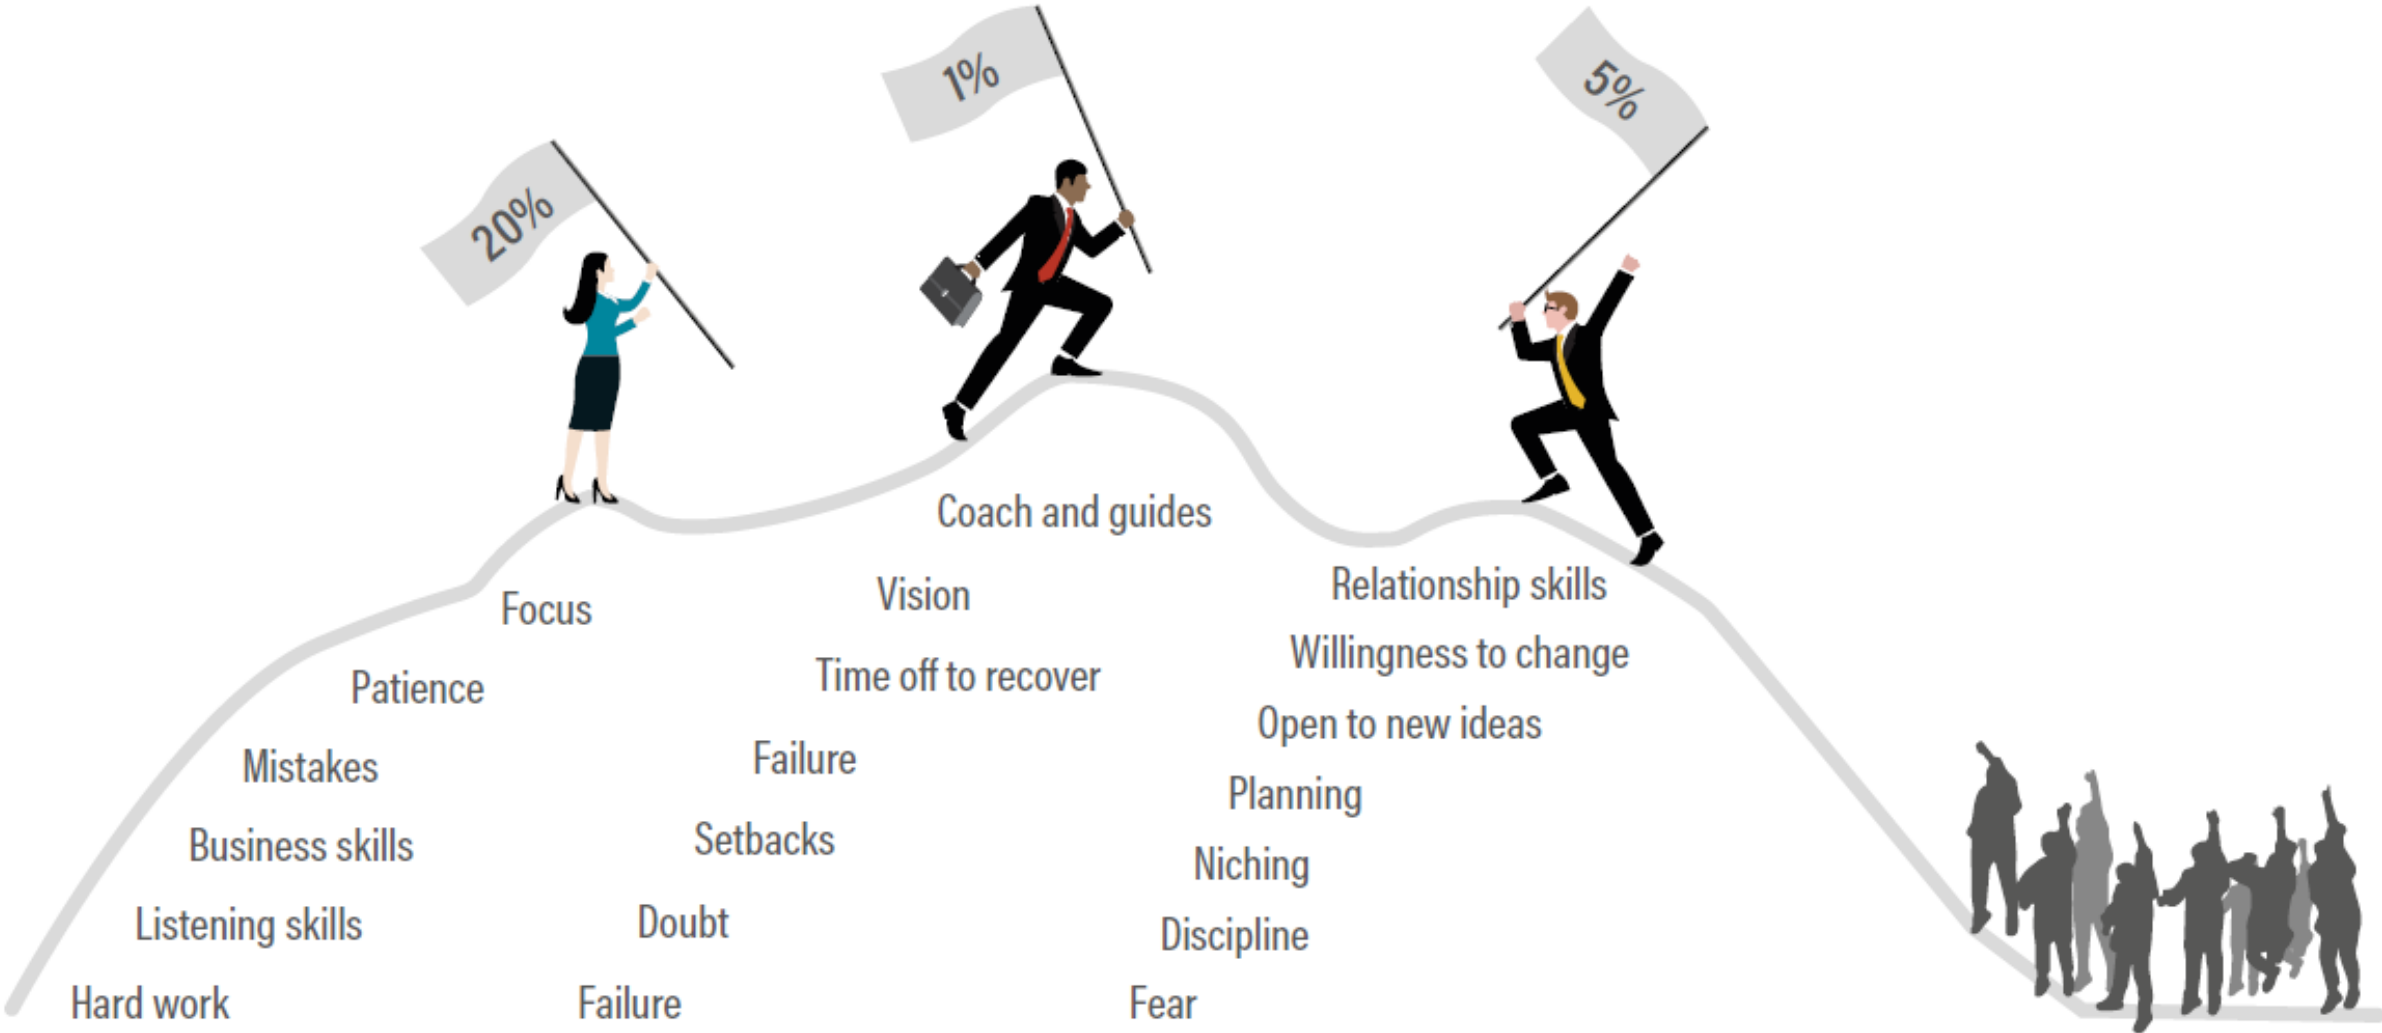 20%
1%
5%
Focus
Patience
Mistakes
Business skills
Listening skills
Hard work
Coach and guides
Vision
Time off to recover
Failure
Setbacks
Doubt
Failure
Relationship skills
Willingness to change
Open to new ideas
Planning
Niching
Discipline
Fear